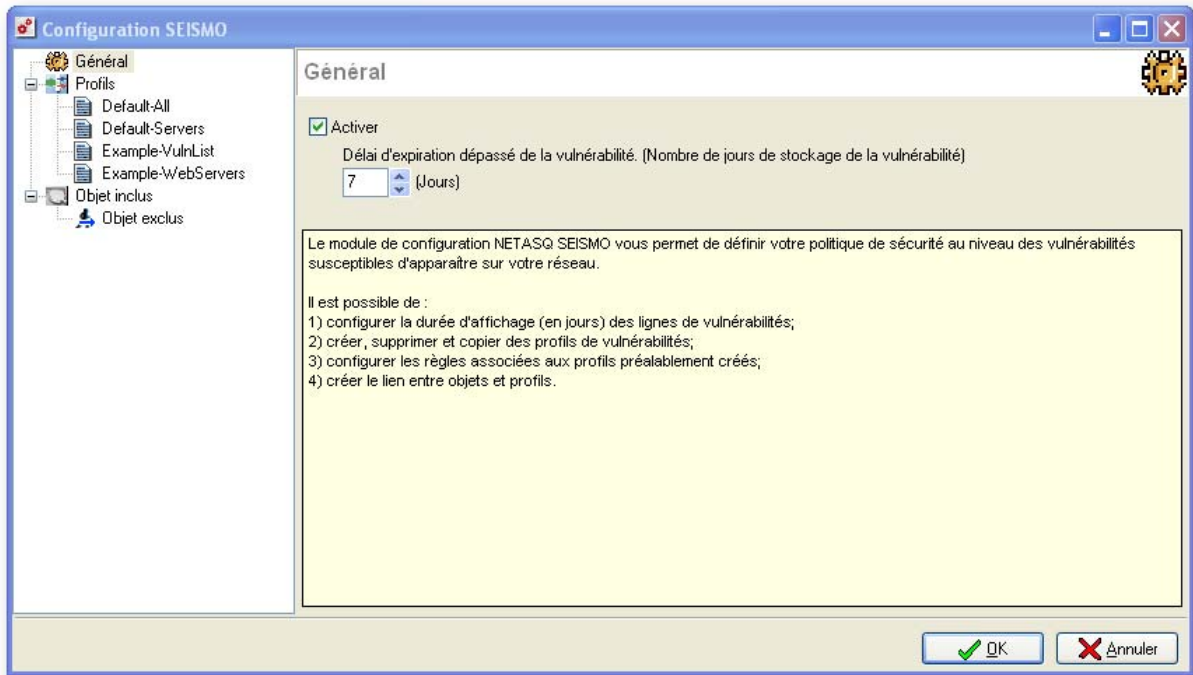 Configuration SEISMO
Général
Profils
Default-All
Default-Servers
Example-VulnList
Example-WebServers
Objet inclus
Objet exclus
Général
Activer
Délai d'expiration dépassé de la vulnérabilité. (Nombre de jours de stockage de la vulnérabilité)
7 (Jours)
Le module de configuration NETASQ SEISMO vous permet de définir votre politique de sécurité au niveau des vulnérabilités
susceptibles d'apparaître sur votre réseau.
Il est possible de :
1) configurer la durée d'affichage (en jours) des lignes de vulnérabilités;
2) créer, supprimer et copier des profils de vulnérabilités;
3) configurer les règles associées aux profils préalablement créés;
4) créer le lien entre objets et profils.
OK
Annuler